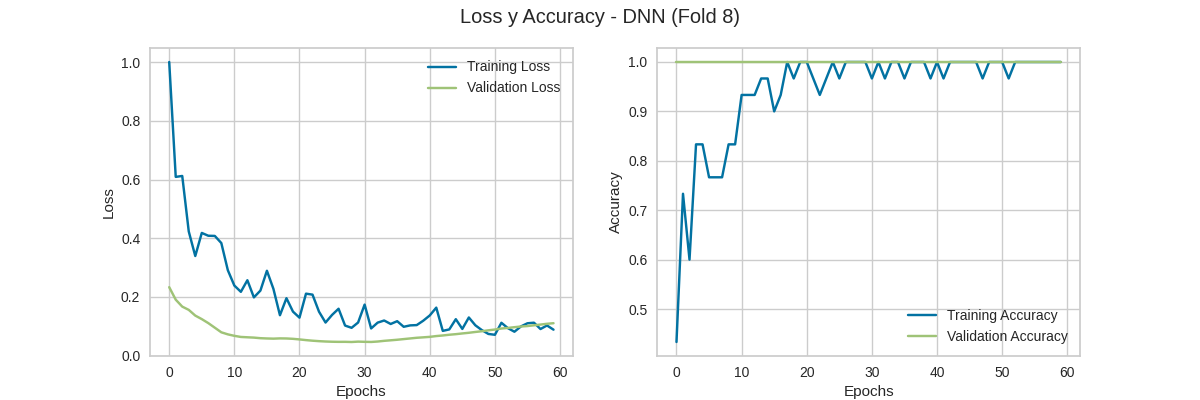 Loss y Accuracy - DNN (Fold 8)
1.0
0.8
0.6
0.4
0.2
0.0
Loss
0 10 20 30 40 50 60
Epochs
Training Loss
Validation Loss
1.0
0.9
0.8
0.7
0.6
0.5
Accuracy
0 10 20 30 40 50 60
Epochs
Training Accuracy
Validation Accuracy